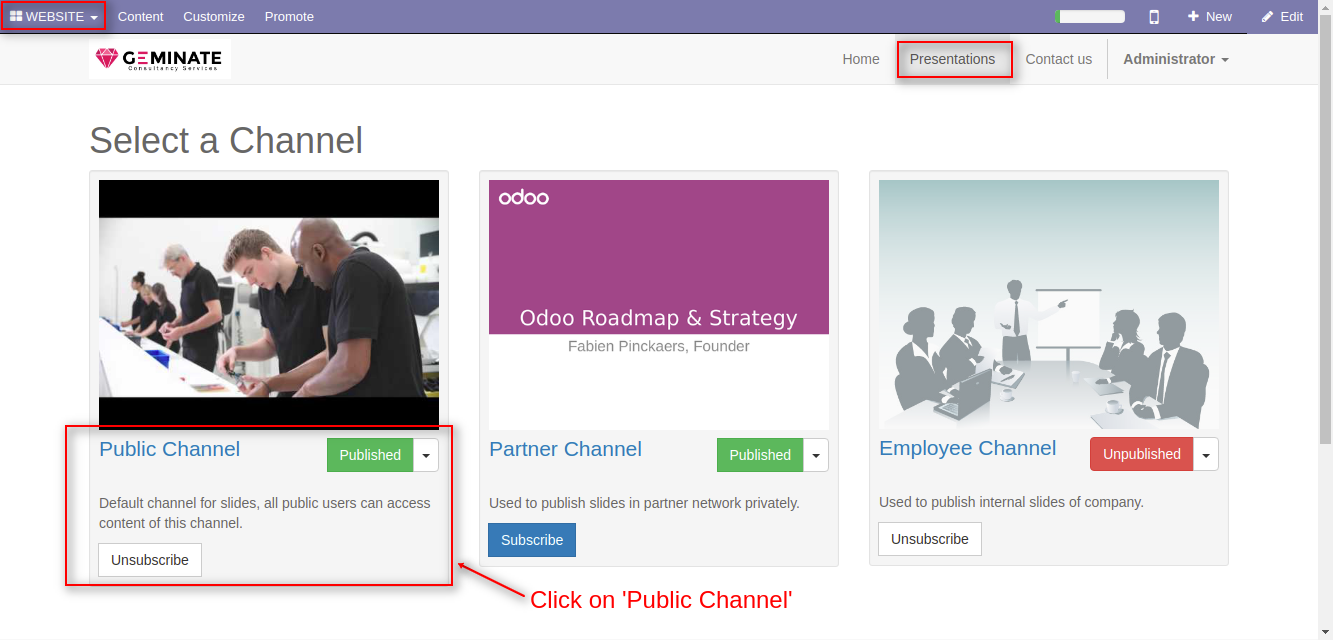 WEBSITE Content Customize Promote New Edit
GEMINATE
Consultancy Services
Home Presentations Contact us Administrator
Select a Channel
odoo
Odoo Roadmap & Strategy
Fabien Pinckaers, Founder
Public Channel Published
Default channel for slides, all public users can access
content of this channel.
Unsubscribe
Partner Channel Published
Used to publish slides in partner network privately.
Subscribe
Employee Channel Unpublished
Used to publish internal slides of company.
Unsubscribe
Click on 'Public Channel'